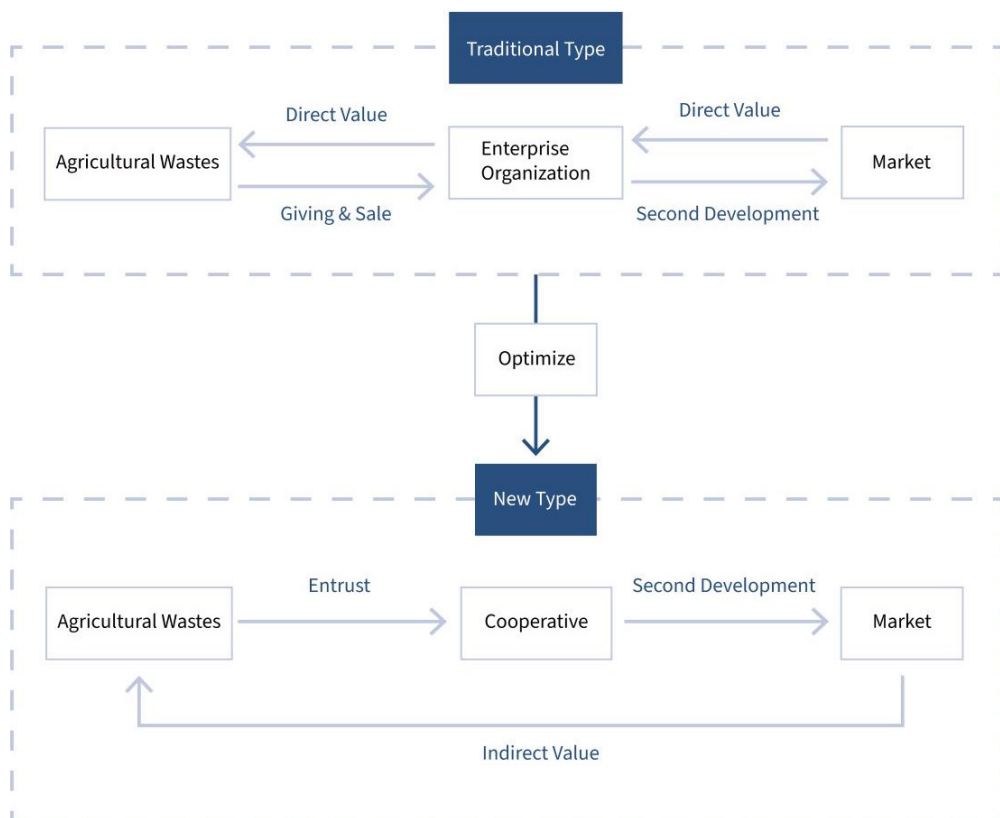 Traditional Type
Direct Value
Direct Value
Agricultural Wastes
Enterprise
Organization
Market
Giving & Sale
Second Development
Optimize
New Type
Entrust
Second Development
Agricultural Wastes
Cooperative
Market
Indirect Value